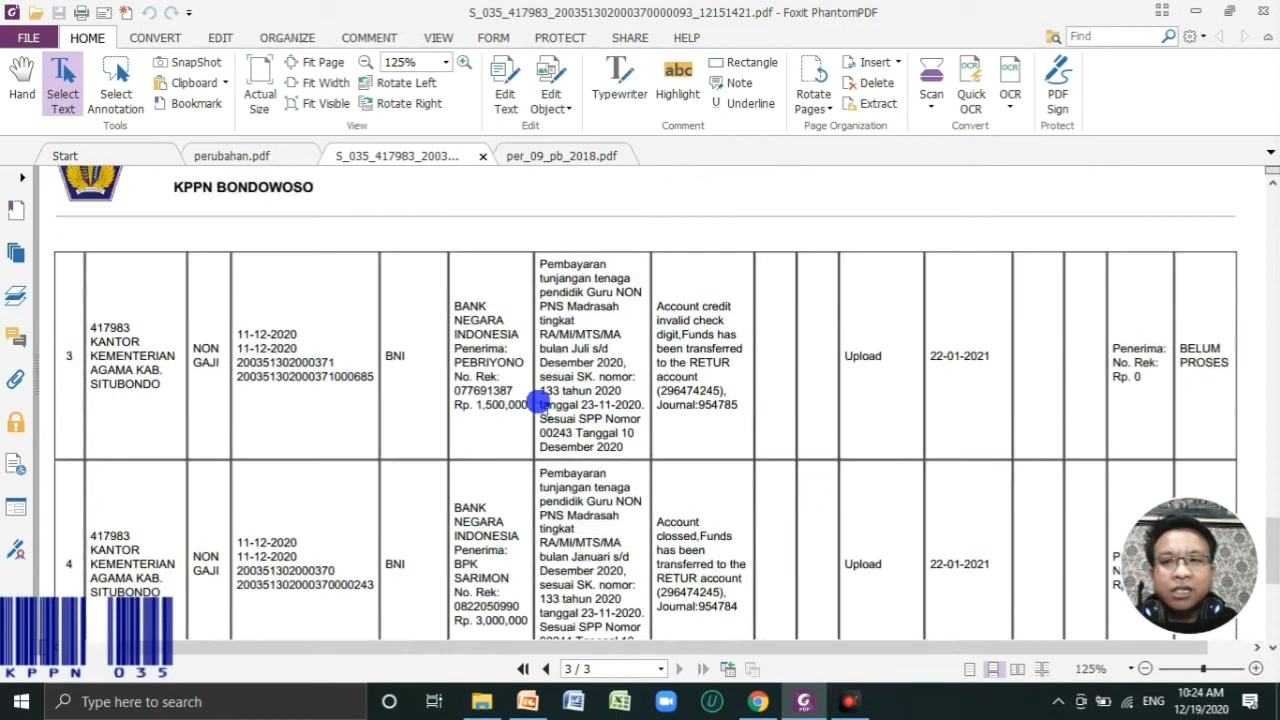 S_035_417983_200351302000370000093_12151421.pdf - Foxit PhantomPDF
FILE HOME CONVERT EDIT ORGANIZE COMMENT VIEW FORM PROTECT SHARE HELP
Find
Hand
Select
Text
Select
Annotation
SnapShot
Clipboard
Bookmark
Tools
Actual
Size
Fit Page
Fit Width
Fit Visible
125%
Rotate Left
Rotate Right
View
Edit
Text
Edit
Object
Edit
Typewriter
abc
Highlight
Rectangle
Note
U Underline
Comment
Rotate
Pages
Insert
Delete
Extract
Page Organization
Scan
OCR
Quick
OCR
OCR
OCR
Convert
PDF
Sign
Protect
Start
perubahan.pdf
S_035_417983_2003...
per_09_pb_2018.pdf
KPPN BONDOWOSO
3
417983
KANTOR
KEMENTERIAN
AGAMA KAB.
SITUBONDO
NON
GAJI
11-12-2020
11-12-2020
200351302000371
200351302000371000685
BNI
BANK
NEGARA
INDONESIA
Penerima:
PEBRIYONO
No. Rek:
077691387
Rp. 1,500,000
Pembayaran
tunjangan tenaga
pendidik Guru NON
PNS Madrasah
tingkat
RA/MI/MTS/MA
bulan Juli s/d
Desember 2020,
sesuai SK. nomor:
133 tahun 2020
tanggal 23-11-2020.
Sesuai SPP Nomor
00243 Tanggal 10
Desember 2020
Account credit
invalid check
digit,Funds has
been transferred
to the RETUR
account
(296474245),
Journal:954785
Upload
22-01-2021
Penerima:
No. Rek:
Rp. 0
BELUM
PROSES
4
417983
KANTOR
KEMENTERIAN
AGAMA KAB.
SITUBONDO
NON
GAJI
11-12-2020
11-12-2020
200351302000370
200351302000370000243
BNI
BANK
NEGARA
INDONESIA
Penerima:
BPK
SARIMON
No. Rek:
0822050990
Rp. 3,000,000
Pembayaran
tunjangan tenaga
pendidik Guru NON
PNS Madrasah
tingkat
RA/MI/MTS/MA
bulan Januari s/d
Desember 2020,
sesuai SK. nomor:
133 tahun 2020
tanggal 23-11-2020.
Account
closed,Funds
has been
transferred to the
RETUR account
(296474245),
Journal:954784
Upload
22-01-2021
KPPN 035
3 / 3
125%
Type here to search
ENG
10:24 AM
12/19/2020